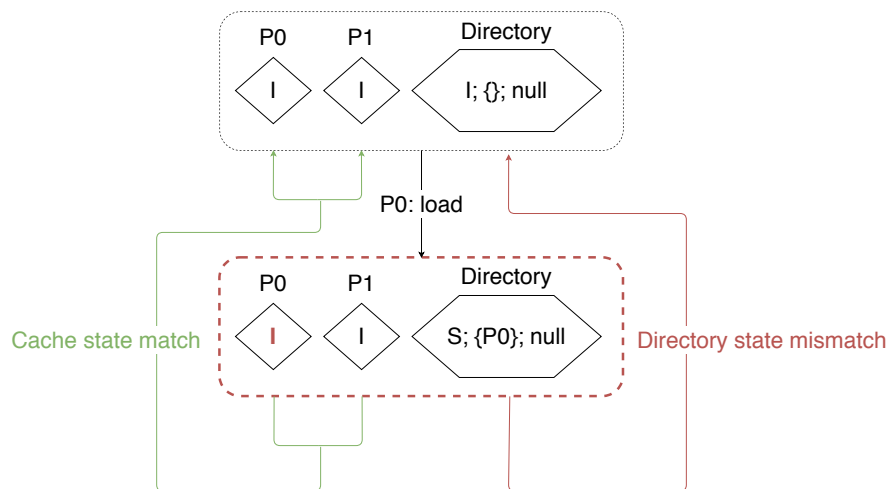 P0 P1 Directory
I I I; {}; null
P0: load
P0 P1 Directory
I I S; {P0}; null
Cache state match
Directory state mismatch